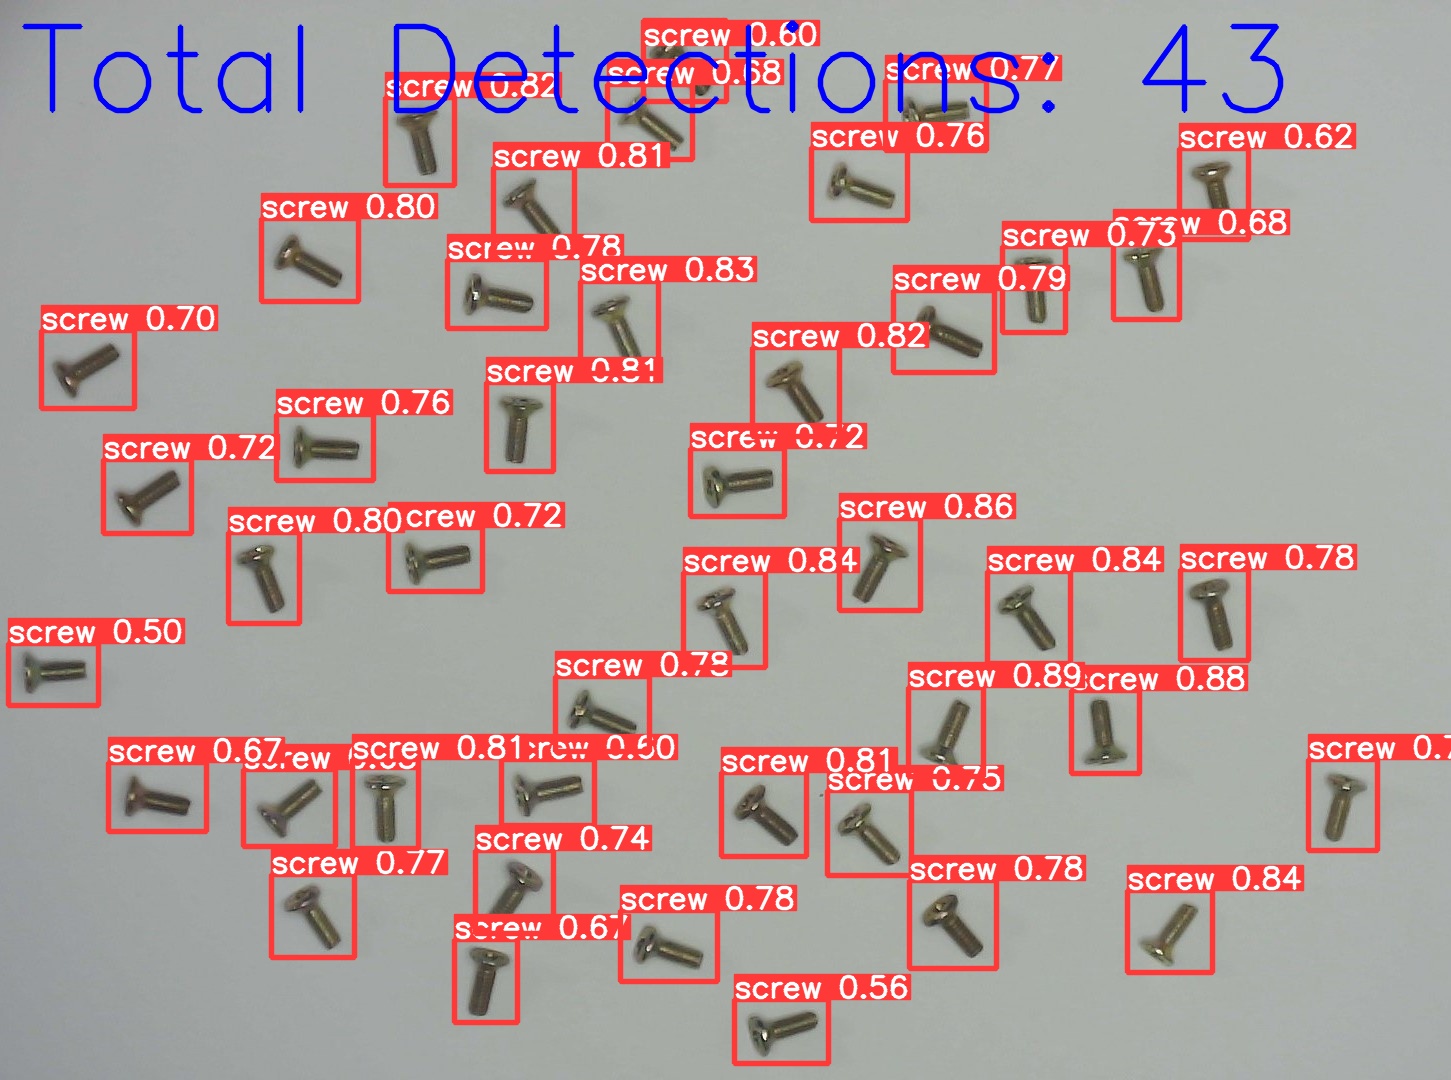 Total Detections: 43
screw 0.60
screw 0.68
screw 0.77
screw 0.82
screw 0.76
screw 0.62
screw 0.81
screw 0.80
screw 0.68
screw 0.73
screw 0.78
screw 0.83
screw 0.79
screw 0.70
screw 0.82
screw 0.81
screw 0.76
screw 0.72
screw 0.72
screw 0.86
screw 0.80
crew 0.72
screw 0.84
screw 0.84
screw 0.78
screw 0.50
screw 0.78
screw 0.89
crew 0.88
screw 0.67
screw
screw 0.81
crew 0.60
screw 0.81
screw 0.7
screw 0.75
screw 0.74
screw 0.77
screw 0.78
screw 0.84
screw 0.78
screw 0.67
screw 0.56